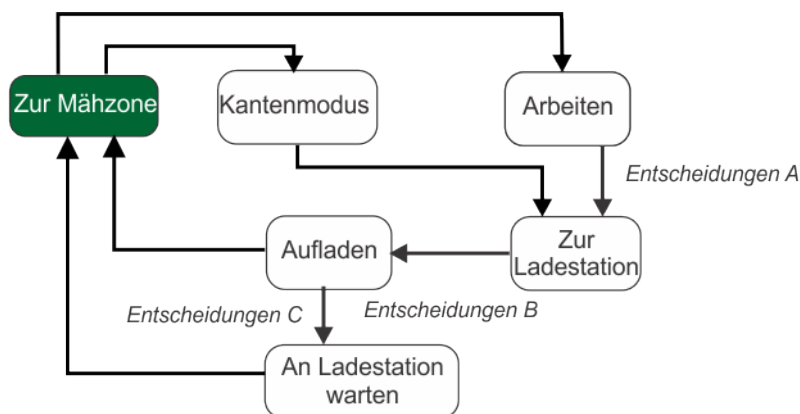 Zur Mähzone
Kantenmodus
Arbeiten
Entscheidungen A
Aufladen
Zur
Ladestation
Entscheidungen C
Entscheidungen B
An Ladestation
warten